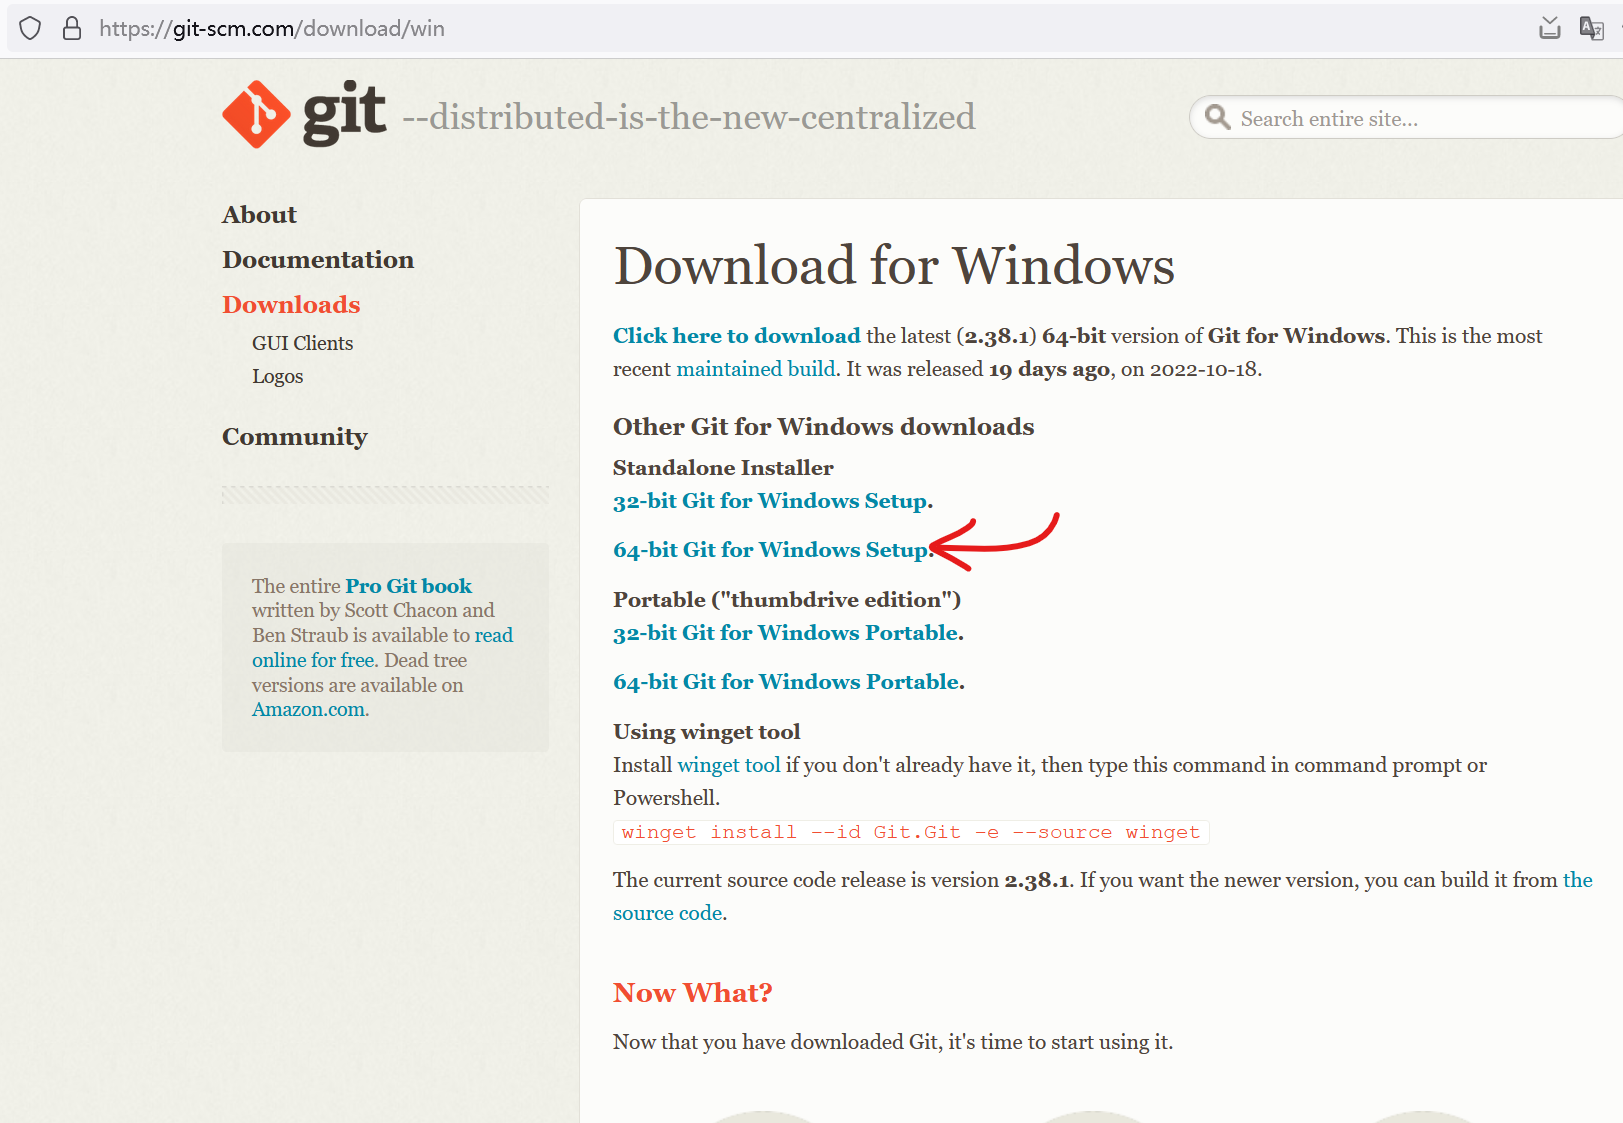 https://git-scm.com/download/win
git --distributed-is-the-new-centralized
Search entire site...
About
Documentation
Downloads
GUI Clients
Logos
Community
The entire Pro Git book
written by Scott Chacon and
Ben Straub is available to read
online for free. Dead tree
versions are available on
Amazon.com.
Download for Windows
Click here to download the latest (2.38.1) 64-bit version of Git for Windows. This is the most
recent maintained build. It was released 19 days ago, on 2022-10-18.
Other Git for Windows downloads
Standalone Installer
32-bit Git for Windows Setup.
64-bit Git for Windows Setup.
Portable ("thumbdrive edition")
32-bit Git for Windows Portable.
64-bit Git for Windows Portable.
Using winget tool
Install winget tool if you don't already have it, then type this command in command prompt or
Powershell.
winget install --id Git.Git -e --source winget
The current source code release is version 2.38.1. If you want the newer version, you can build it from the
source code.
Now What?
Now that you have downloaded Git, it's time to start using it.